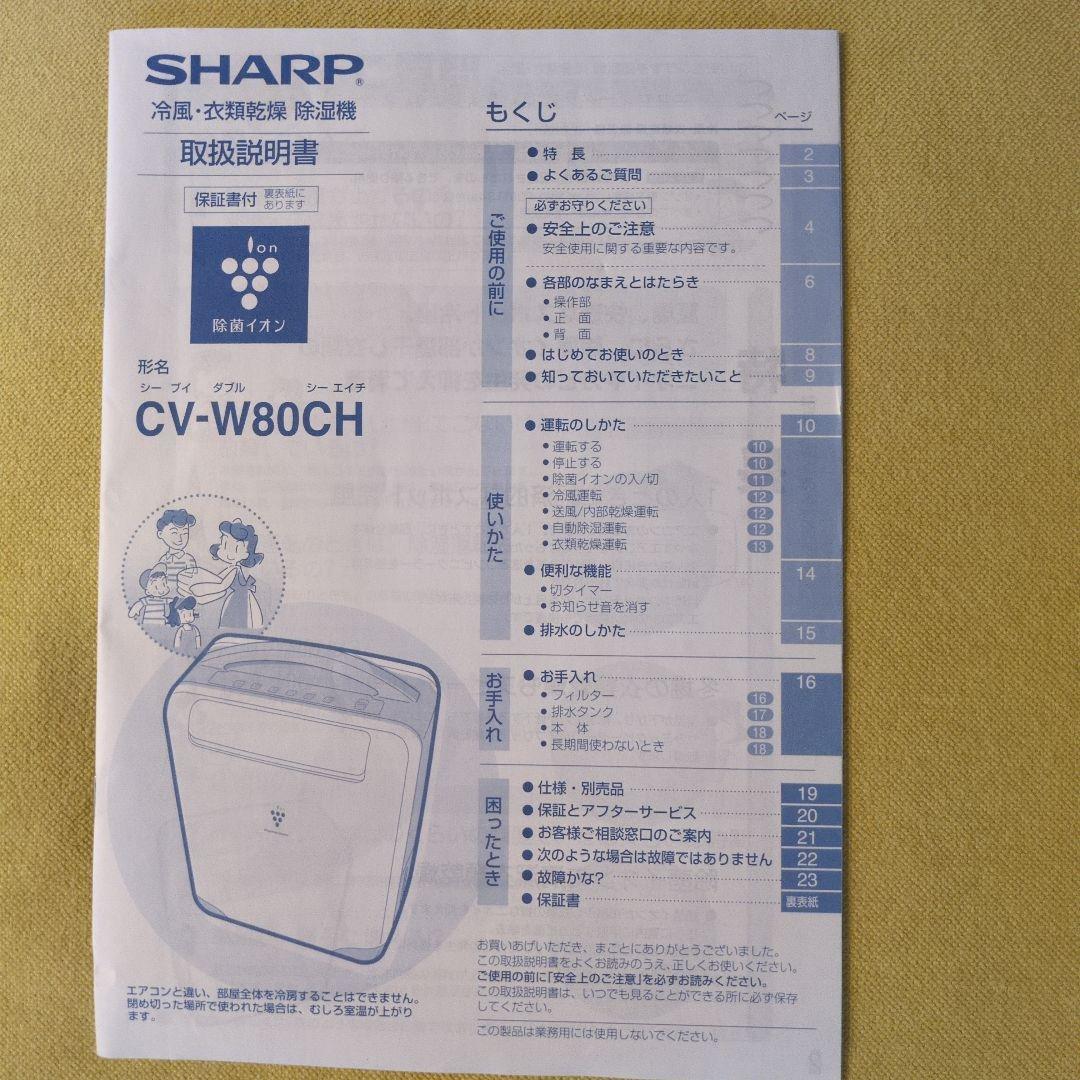 SHARP®
冷風・衣類乾燥 除湿機
取扱説明書
保証書付 裏表紙に
あります
Ion
除菌イオン
形名
シー ブイ ダブル シー エイチ
CV-W80CH
エアコンと違い、部屋全体を冷房することはできません。
閉め切った場所で使われた場合は、むしろ室温が上がり
ます。
もくじ
ページ
ご使用の前に
●特 長 2
●よくあるご質問 3
必ずお守りください
●安全上のご注意 4
安全使用に関する重要な内容です。
●各部のなまえとはたらき 6
•操作部
•正 面
•背 面
●はじめてお使いのとき 8
●知っておいていただきたいこと 9
使いかた
●運転のしかた 10
•運転する 10
•停止する 10
•除菌イオンの入/切 11
•冷風運転 12
•送風/内部乾燥運転 12
•自動除湿運転 12
•衣類乾燥運転 13
●便利な機能 14
•切タイマー
•お知らせ音を消す
●排水のしかた 15
お手入れ
●お手入れ 16
•フィルター 16
•排水タンク 17
•本 体 18
•長期間使わないとき 18
困ったとき
●仕様・別売品 19
●保証とアフターサービス 20
●お客様ご相談窓口のご案内 21
●次のような場合は故障ではありません 22
●故障かな? 23
●保証書 裏表紙
お買いあげいただき、まことにありがとうございました。
この取扱説明書をよくお読みのうえ、正しくお使いください。
ご使用の前に「安全上のご注意」を必ずお読みください。
この取扱説明書は、いつでも見ることができる所に必ず保存
してください。
この製品は業務用には使用しないでください。